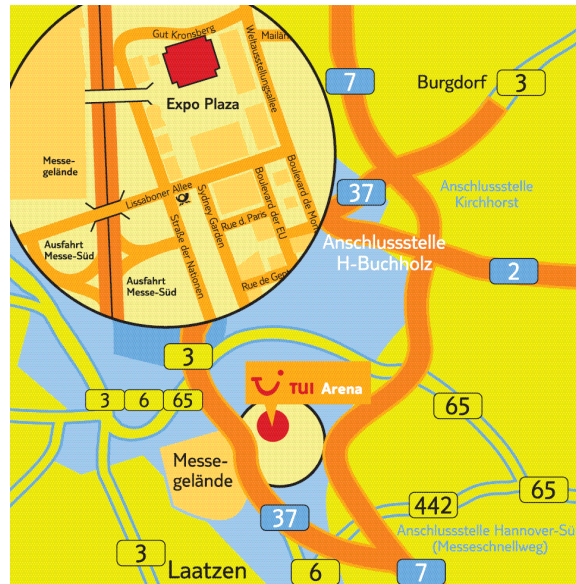 Gut Kronsberg
Mailän
Weltausstellungsallee
Expo Plaza
7
Burgdorf
3
Messe-
gelände
Lissaboner Allee
Sydney Garden
Boulevard der EU
Boulevard de Mon
Rue d. Paris
37
Anschlussstelle
Kirchhorst
Straße der Nationen
Ausfahrt
Messe-Süd
Ausfahrt
Messe-Süd
Rue de Genf
Anschlussstelle
H-Buchholz
2
3
TUI Arena
3
6
65
65
Messe-
gelände
442
65
37
Anschlussstelle Hannover-Sü
(Messeschnellweg)
3
Laatzen
6
7